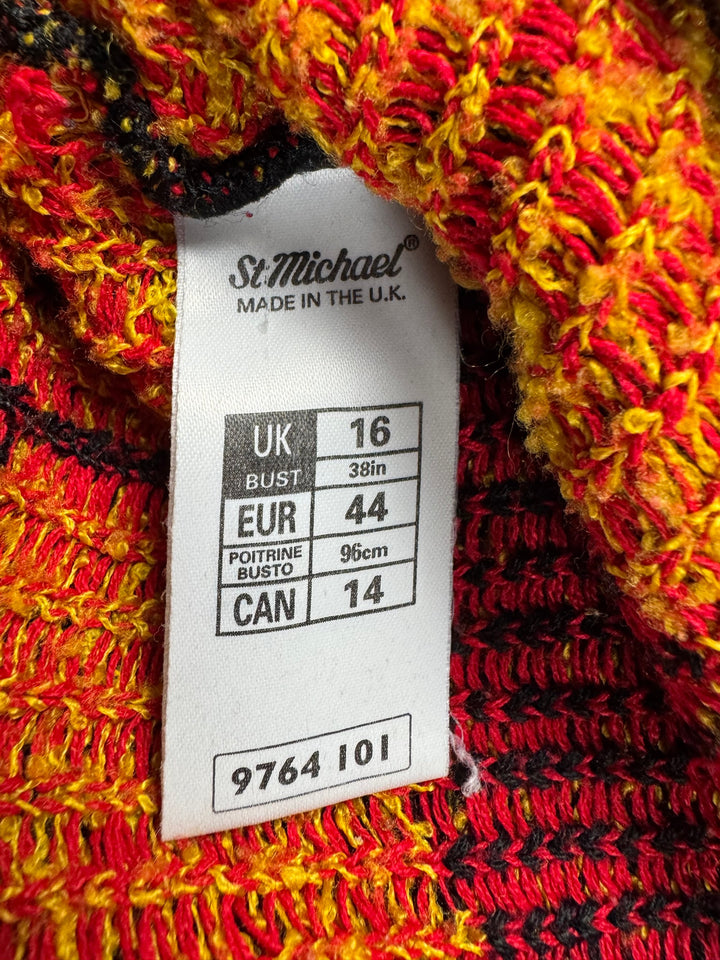 St Michael®
MADE IN THE U.K.
UK 16
BUST 38in
EUR 44
POITRINE 96cm
BUSTO
CAN 14
9764 101